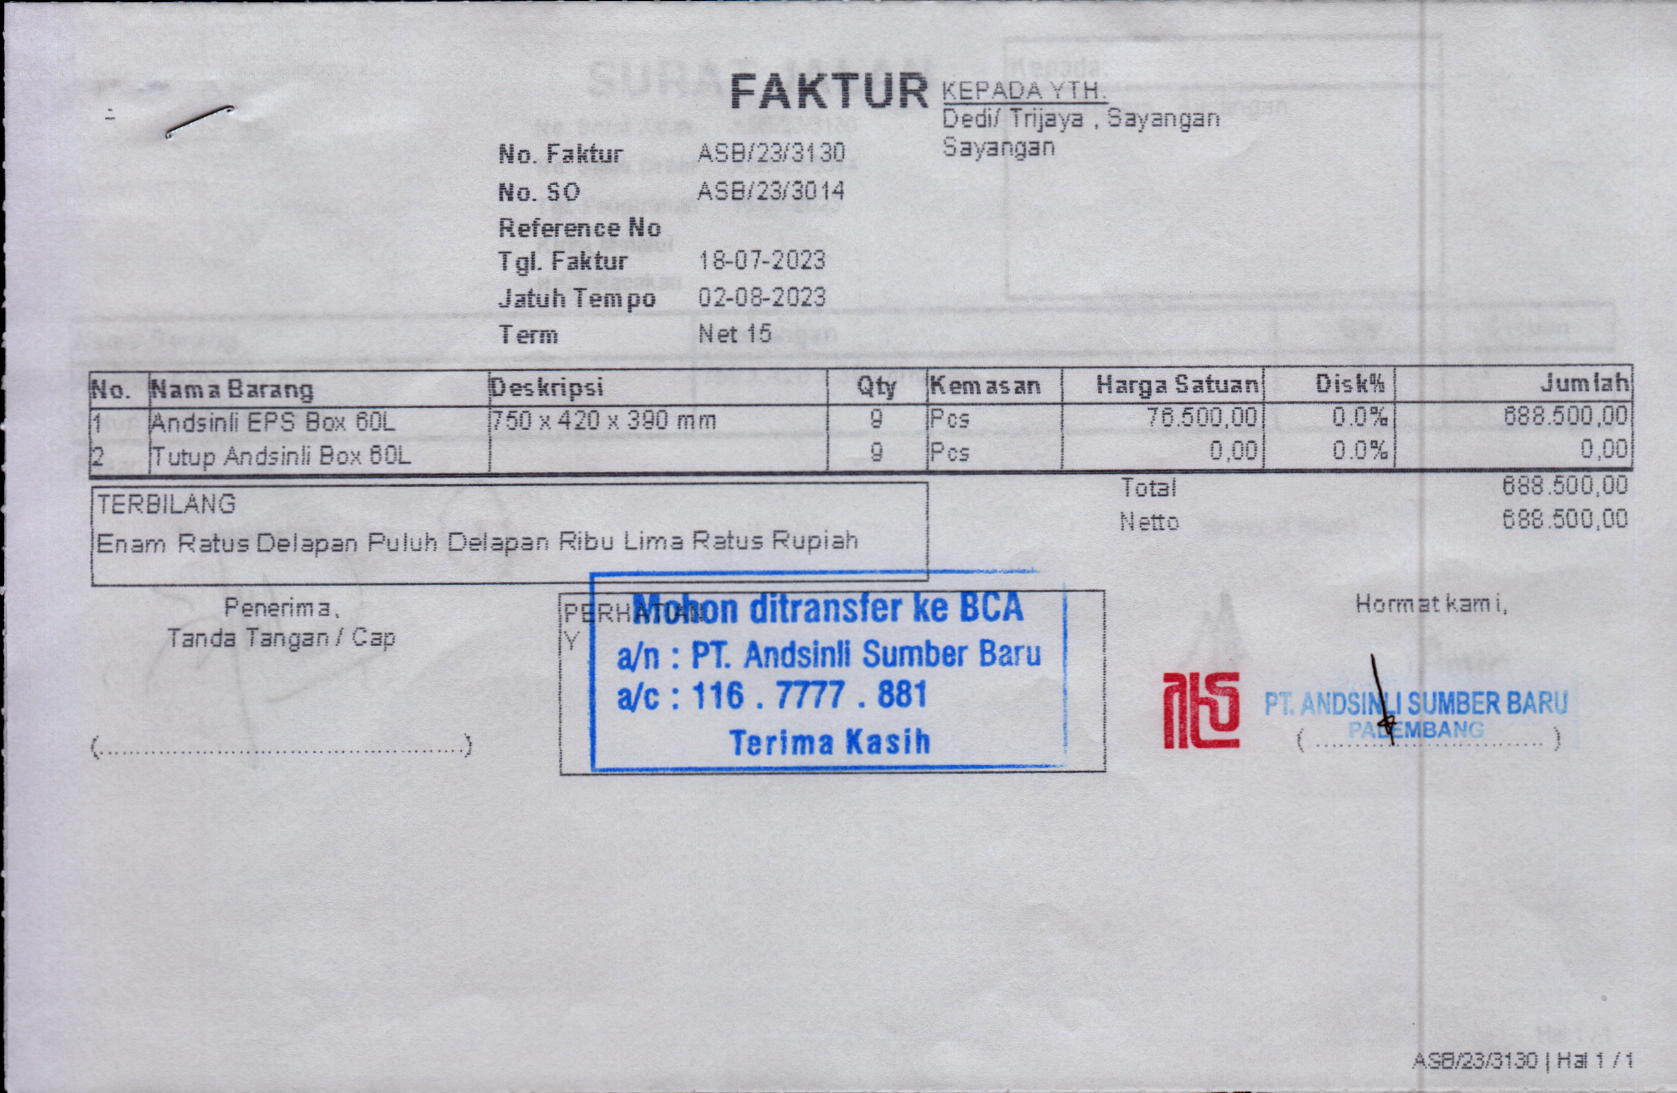 FAKTUR
KEPADA YTH.
Dedi/ Trijaya , Sayangan
Sayangan
No. Faktur ASB/23/3130
No. SO ASB/23/3014
Reference No
Tgl. Faktur 18-07-2023
Jatuh Tempo 02-08-2023
Term Net 15
No. Nama Barang Deskripsi Qty Kemasan Harga Satuan Disk% Jumlah
1 Andsinli EPS Box 60L 750 x 420 x 390 mm 9 Pcs 76.500,00 0.0% 688.500,00
2 Tutup Andsinli Box 60L 9 Pcs 0,00 0.0% 0,00
Total 688.500,00
Netto 688.500,00
TERBILANG
Enam Ratus Delapan Puluh Delapan Ribu Lima Ratus Rupiah
Penerima,
Tanda Tangan / Cap
(..............................................)
PERHATIAN
Y
Mohon ditransfer ke BCA
a/n : PT. Andsinli Sumber Baru
a/c : 116 . 7777 . 881
Terima Kasih
Hormat kami,
PT. ANDSINLI SUMBER BARU
PALEMBANG
(..............................)
ASB/23/3130 | Hal 1 / 1